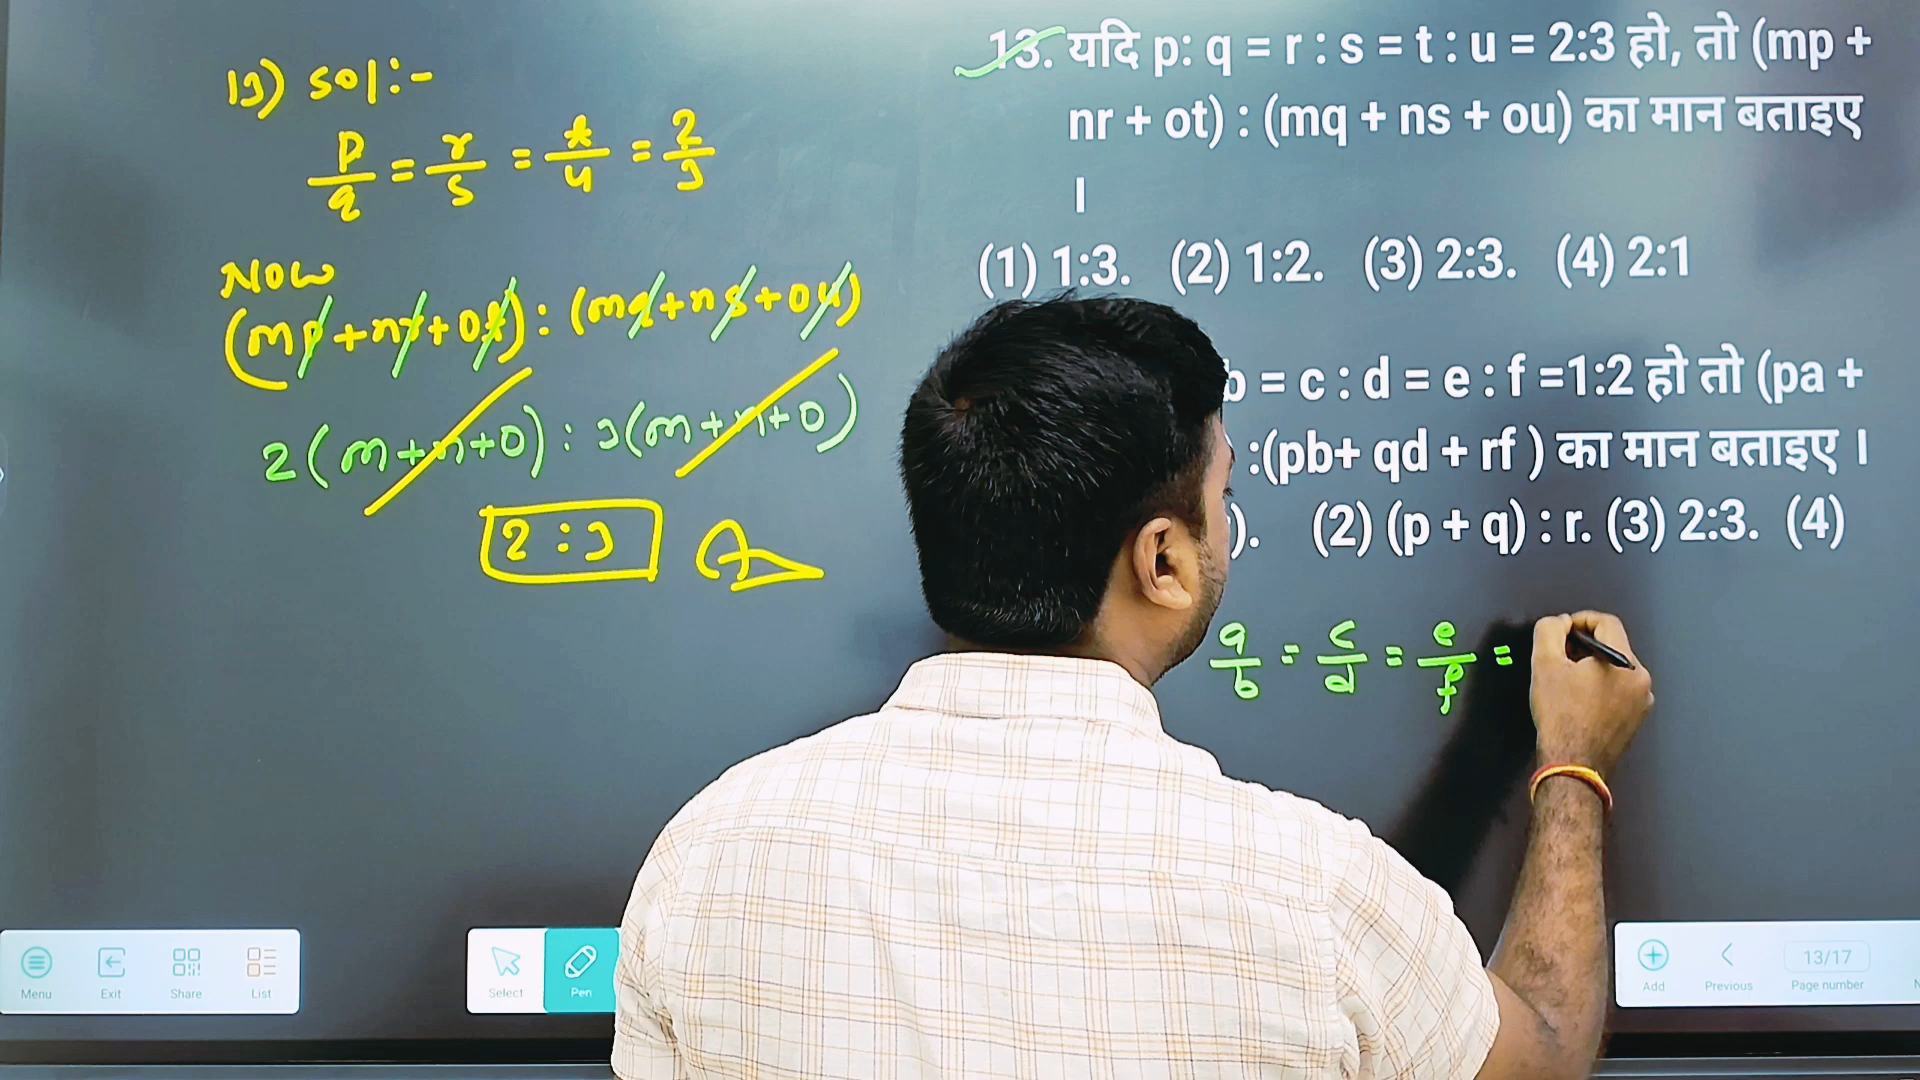 13) sol:-
p/q = r/s = t/u = 2/3
Now
(mp+nr+ot) : (mq+ns+ou)
2(m+n+o) : 3(m+n+o)
2 : 3
13. यदि p: q = r : s = t : u = 2:3 हो, तो (mp +
nr + ot) : (mq + ns + ou) का मान बताइए
।
(1) 1:3. (2) 1:2. (3) 2:3. (4) 2:1
b = c : d = e : f =1:2 हो तो (pa +
:(pb+ qd + rf ) का मान बताइए ।
). (2) (p + q) : r. (3) 2:3. (4)
a/b = c/d = e/f =
Menu Exit Share List
Select Pen
Add Previous 13/17 Page number